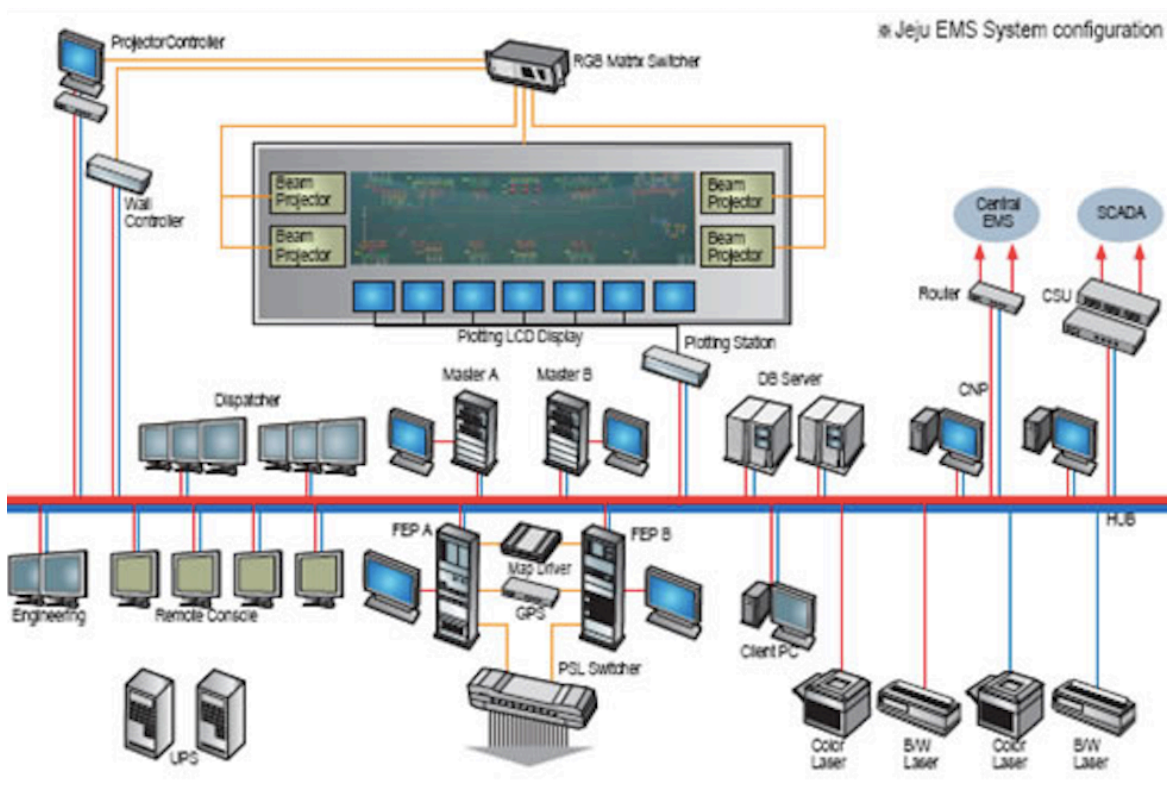 ※ Jeju EMS System configuration
Projector Controller
RGB Matrix Switcher
Wall
Controller
Beam
Projector
Beam
Projector
Beam
Projector
Beam
Projector
Plotting LCD Display
Plotting Station
Central
EMS
SCADA
Router
CSU
Dispatcher
Master A
Master B
DB Server
CNP
HUB
FEP A
FEP B
Map Driver
GPS
Engineering
Remote Console
Client PC
PSL Switcher
UPS
Color
Laser
B/W
Laser
Color
Laser
B/W
Laser